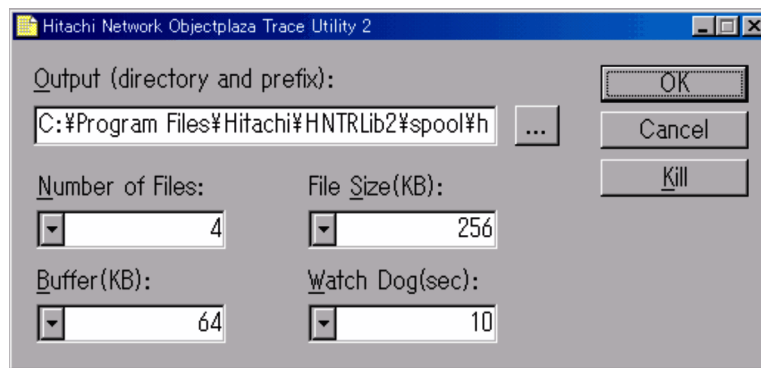 Hitachi Network Objectplaza Trace Utility 2
Output (directory and prefix):
C:¥Program Files¥Hitachi¥HNTRLib2¥spool¥h
...
OK
Cancel
Kill
Number of Files:
File Size(KB):
4
256
Buffer(KB):
Watch Dog(sec):
64
10